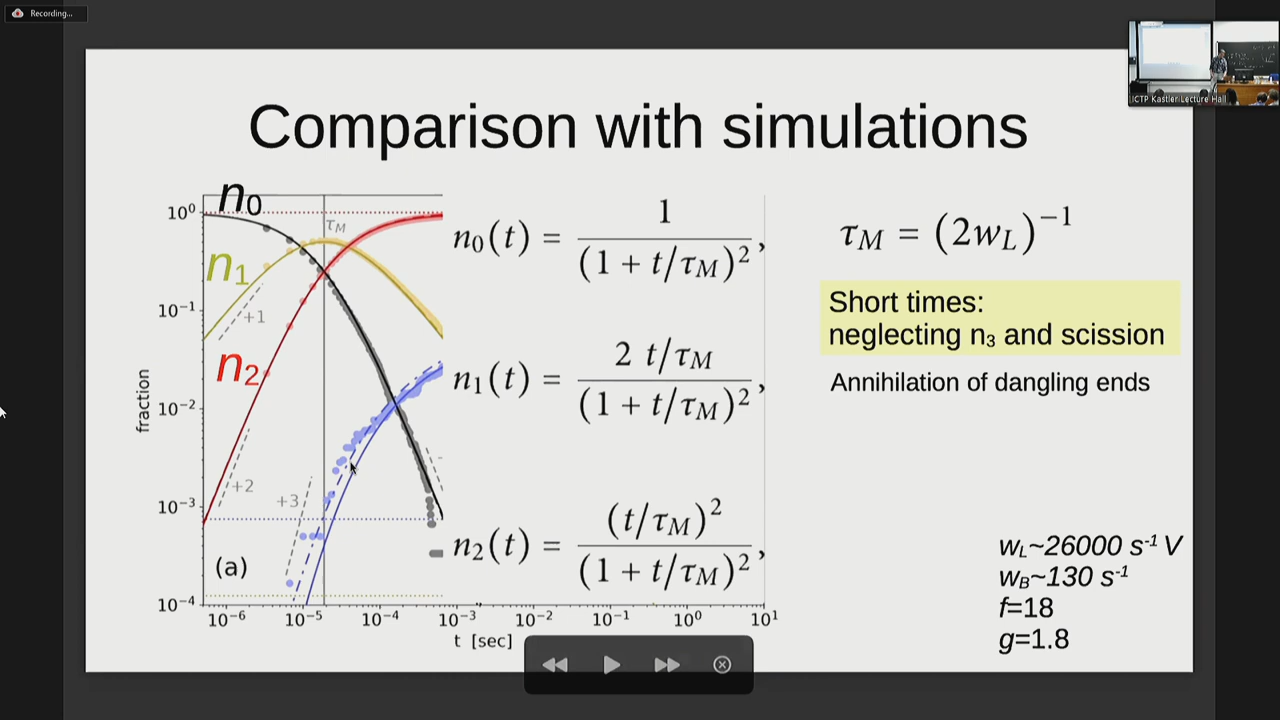 Recording...
ICTP Kastler Lecture Hall
Comparison with simulations
n₀
n₁
n₂
10⁰
10⁻¹
10⁻²
10⁻³
10⁻⁴
fraction
τ_M
+1
+2
+3
(a)
10⁻⁶ 10⁻⁵ 10⁻⁴ 10⁻³ 10⁻² 10⁻¹ 10⁰ 10¹
t [sec]
n₀(t) = 1 / (1 + t/τ_M)²,
n₁(t) = 2 t/τ_M / (1 + t/τ_M)²,
n₂(t) = (t/τ_M)² / (1 + t/τ_M)²,
τ_M = (2w_L)⁻¹
Short times:
neglecting n₃ and scission
Annihilation of dangling ends
w_L~26000 s⁻¹ V
w_B~130 s⁻¹
f=18
g=1.8